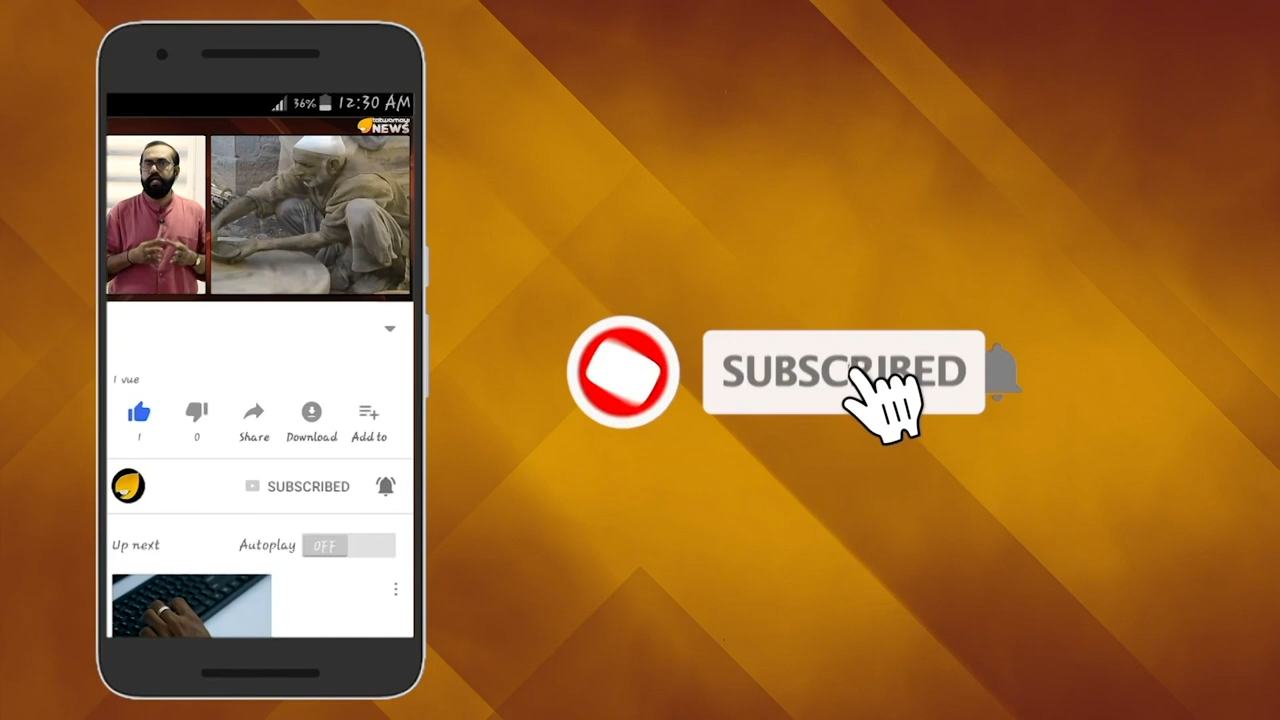 36% 12:30 AM
tatwamayi
NEWS
1 vue
1
0
Share
Download
Add to
SUBSCRIBED
Up next
Autoplay
OFF
SUBSCRIBED